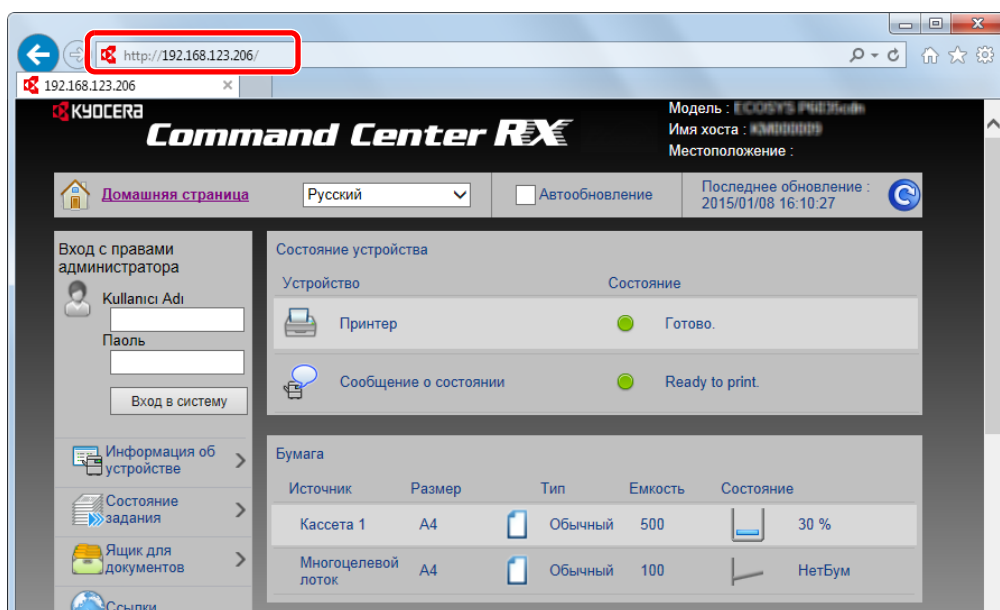 http://192.168.123.206/
192.168.123.206
KYOCERA
Command Center RX
Модель :
Имя хоста :
Местоположение :
Домашняя страница
Русский
Автообновление
Последнее обновление :
2015/01/08 16:10:27
Вход с правами
администратора
Kullanıcı Adı
Паоль
Вход в систему
Информация об
устройстве
Состояние
задания
Ящик для
документов
Ссылки
Состояние устройства
Устройство Состояние
Принтер Готово.
Сообщение о состоянии Ready to print.
Бумага
Источник Размер Тип Емкость Состояние
Кассета 1 A4 Обычный 500 30 %
Многоцелевой
лоток A4 Обычный 100 НетБум